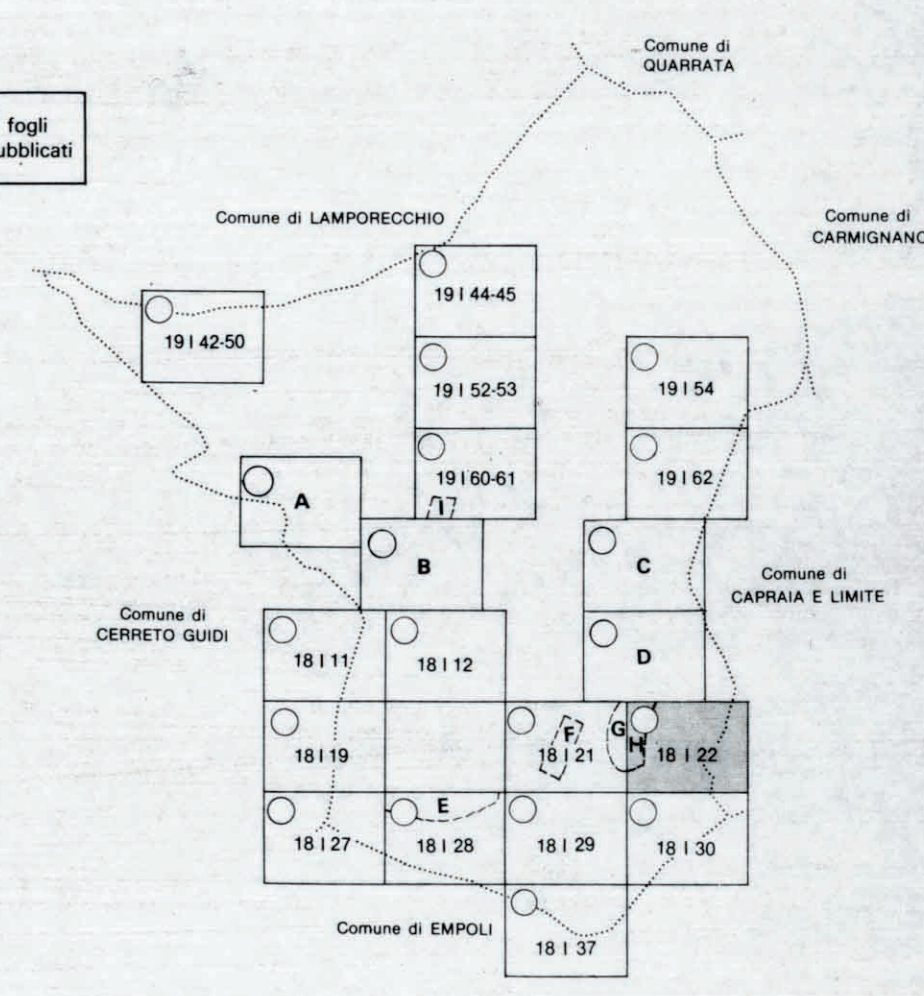 Comune di
QUARRATA
fogli
ubblicati
Comune di LAMPORECCHIO
Comune di
CARMIGNANO
19 I 44-45
19 I 42-50
19 I 52-53
19 I 54
19 I 60-61
19 I 62
I
A
B
C
Comune di
CAPRAIA E LIMITE
Comune di
CERRETO GUIDI
18 I 11
18 I 12
D
18 I 19
F
18 I 21
G
H
18 I 22
E
18 I 27
18 I 28
18 I 29
18 I 30
Comune di EMPOLI
18 I 37